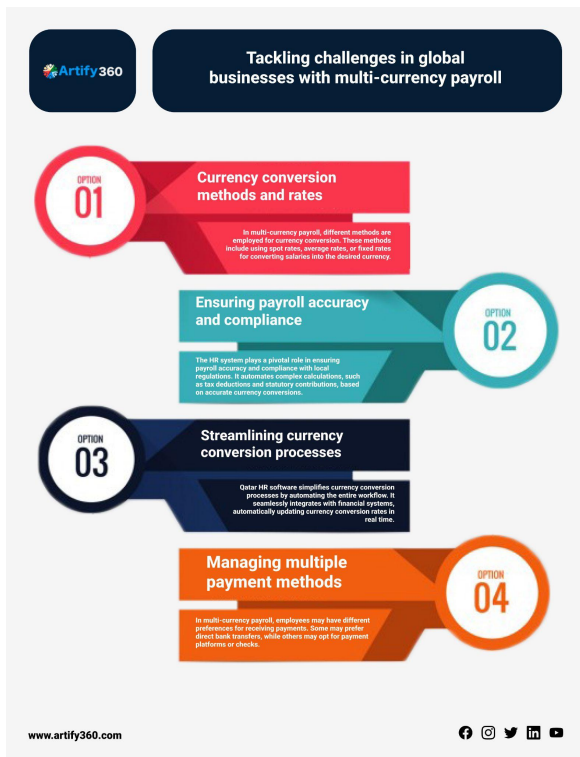 Artify360
Tackling challenges in global
businesses with multi-currency payroll
OPTION
01
Currency conversion
methods and rates
In multi-currency payroll, different methods are
employed for currency conversion. These methods
include using spot rates, average rates, or fixed rates
for converting salaries into the desired currency.
Ensuring payroll accuracy
and compliance
OPTION
02
The HR system plays a pivotal role in ensuring
payroll accuracy and compliance with local
regulations. It automates complex calculations, such
as tax deductions and statutory contributions, based
on accurate currency conversions.
OPTION
03
Streamlining currency
conversion processes
Qatar HR software simplifies currency conversion
processes by automating the entire workflow. It
seamlessly integrates with financial systems,
automatically updating currency conversion rates in
real time.
Managing multiple
payment methods
OPTION
04
In multi-currency payroll, employees may have different
preferences for receiving payments. Some may prefer
direct bank transfers, while others may opt for payment
platforms or checks.
www.artify360.com